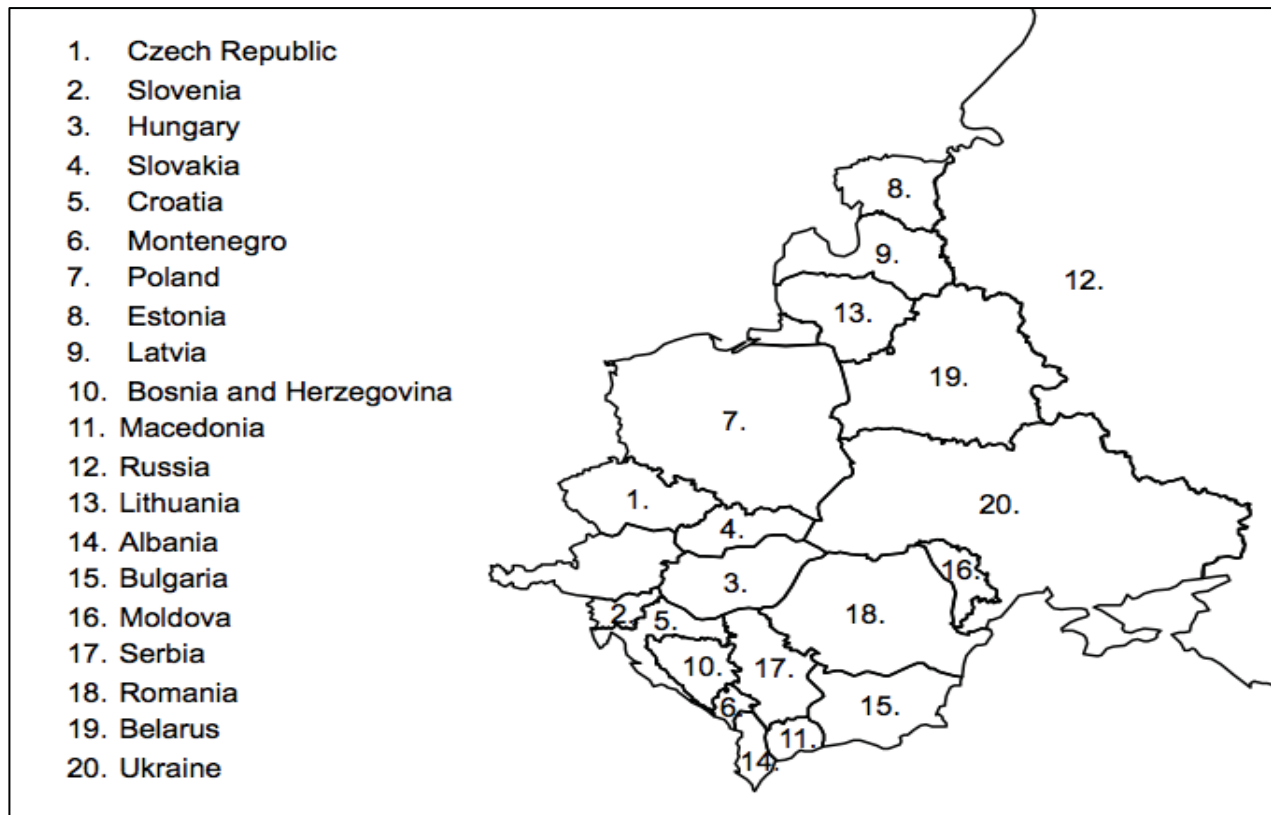 1. Czech Republic
2. Slovenia
3. Hungary
4. Slovakia
5. Croatia
6. Montenegro
7. Poland
8. Estonia
9. Latvia
10. Bosnia and Herzegovina
11. Macedonia
12. Russia
13. Lithuania
14. Albania
15. Bulgaria
16. Moldova
17. Serbia
18. Romania
19. Belarus
20. Ukraine
8.
9.
12.
13.
19.
7.
1.
20.
4.
16.
3.
2.
5.
18.
10.
17.
6.
15.
11.
14.